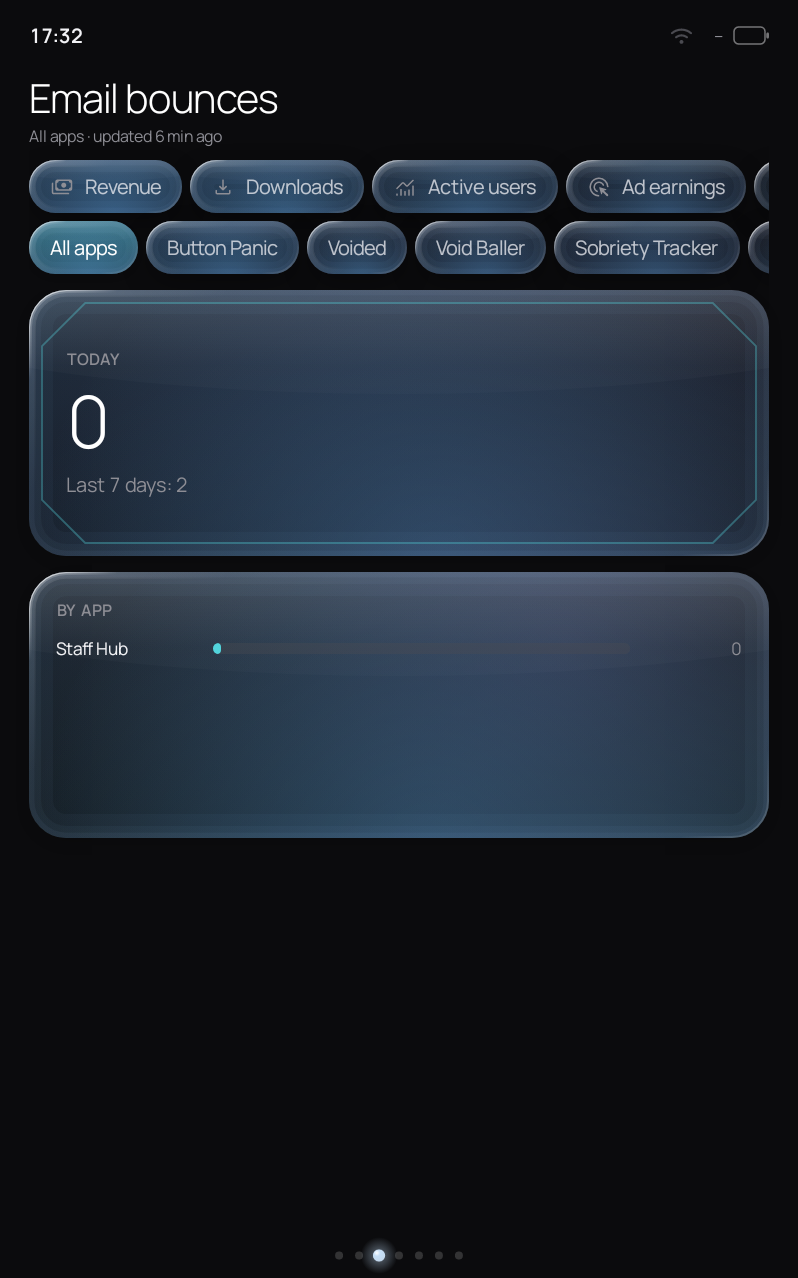 17:32
–
Email bounces
All apps · updated 6 min ago
Revenue Downloads Active users Ad earnings
All apps Button Panic Voided Void Baller Sobriety Tracker
TODAY
0
Last 7 days: 2
BY APP
Staff Hub 0